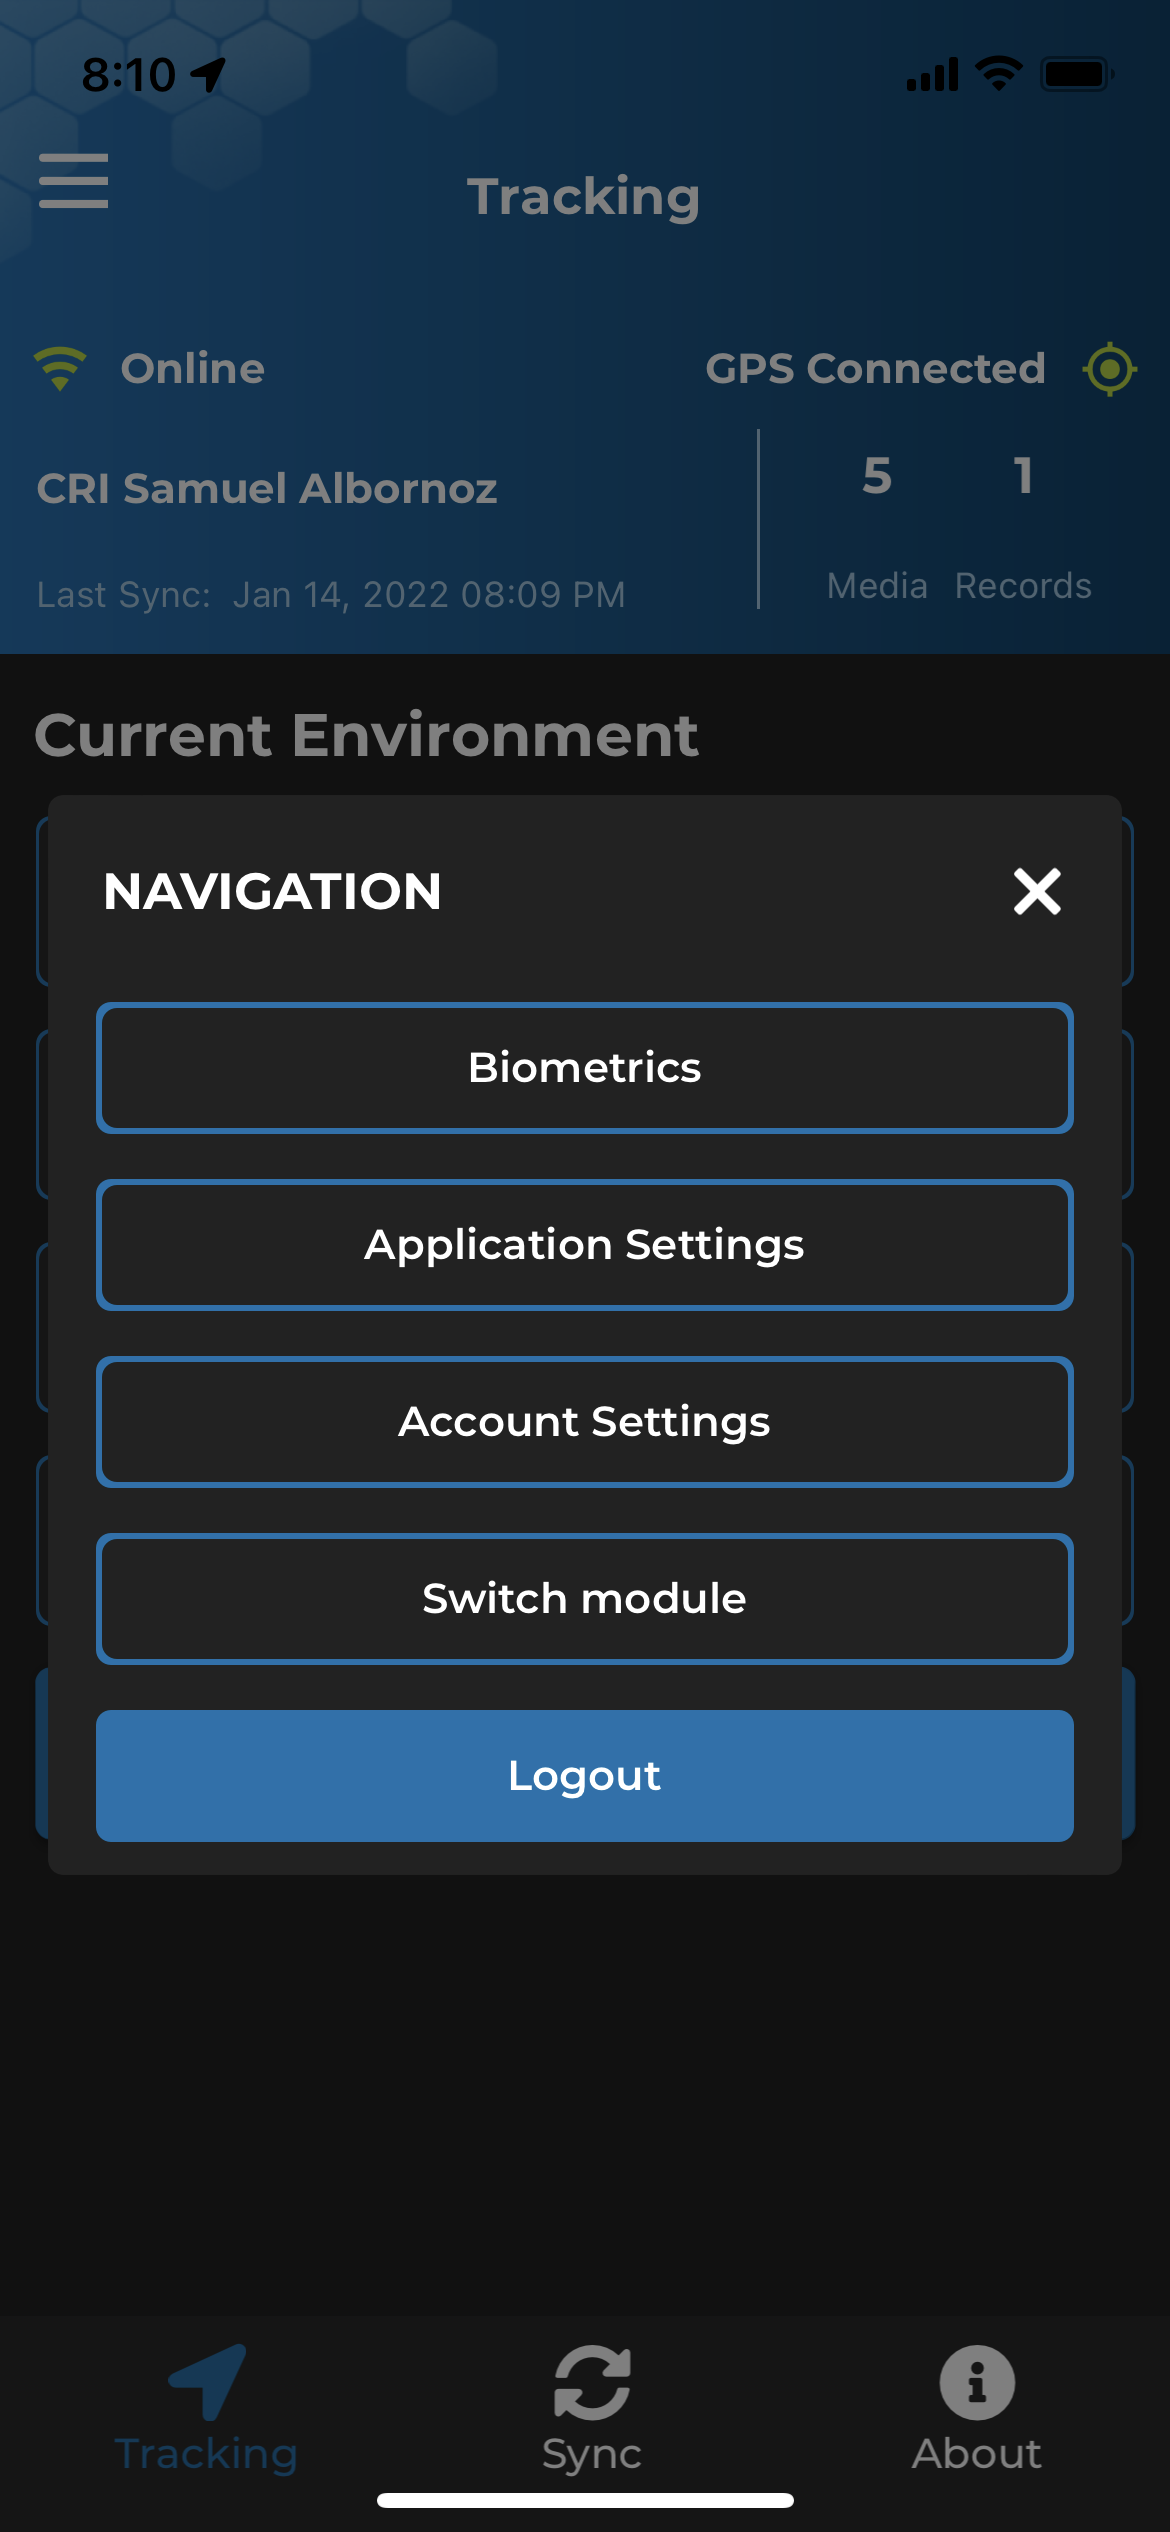 8:10
Tracking
Online
GPS Connected
CRI Samuel Albornoz
5 1
Last Sync: Jan 14, 2022 08:09 PM
Media Records
Current Environment
NAVIGATION
Biometrics
Application Settings
Account Settings
Switch module
Logout
Tracking
Sync
About